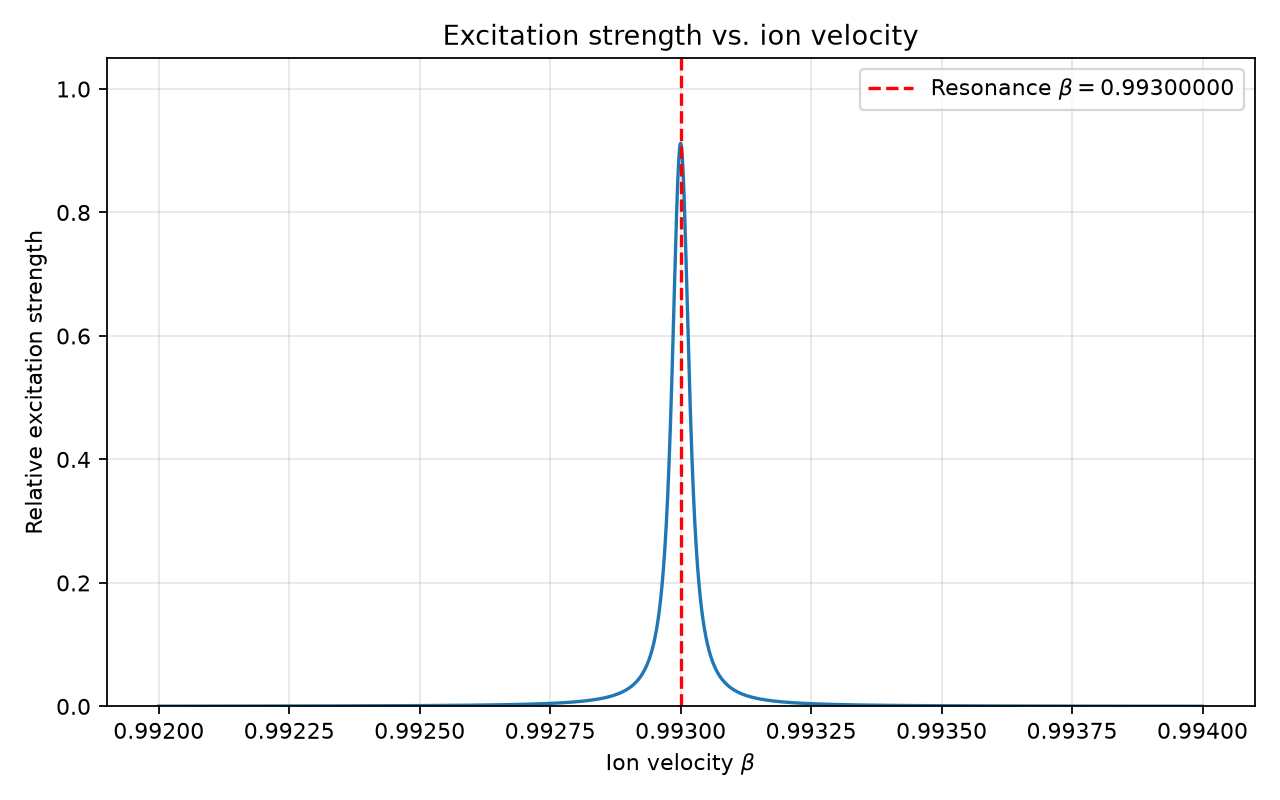 Excitation strength vs. ion velocity
Resonance β = 0.99300000
Relative excitation strength
1.0
0.8
0.6
0.4
0.2
0.0
0.99200 0.99225 0.99250 0.99275 0.99300 0.99325 0.99350 0.99375 0.99400
Ion velocity β